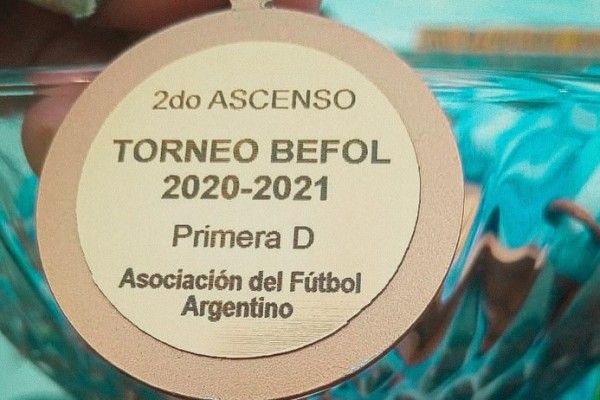 2do ASCENSO
TORNEO BEFOL
2020-2021
Primera D
Asociación del Fútbol
Argentino